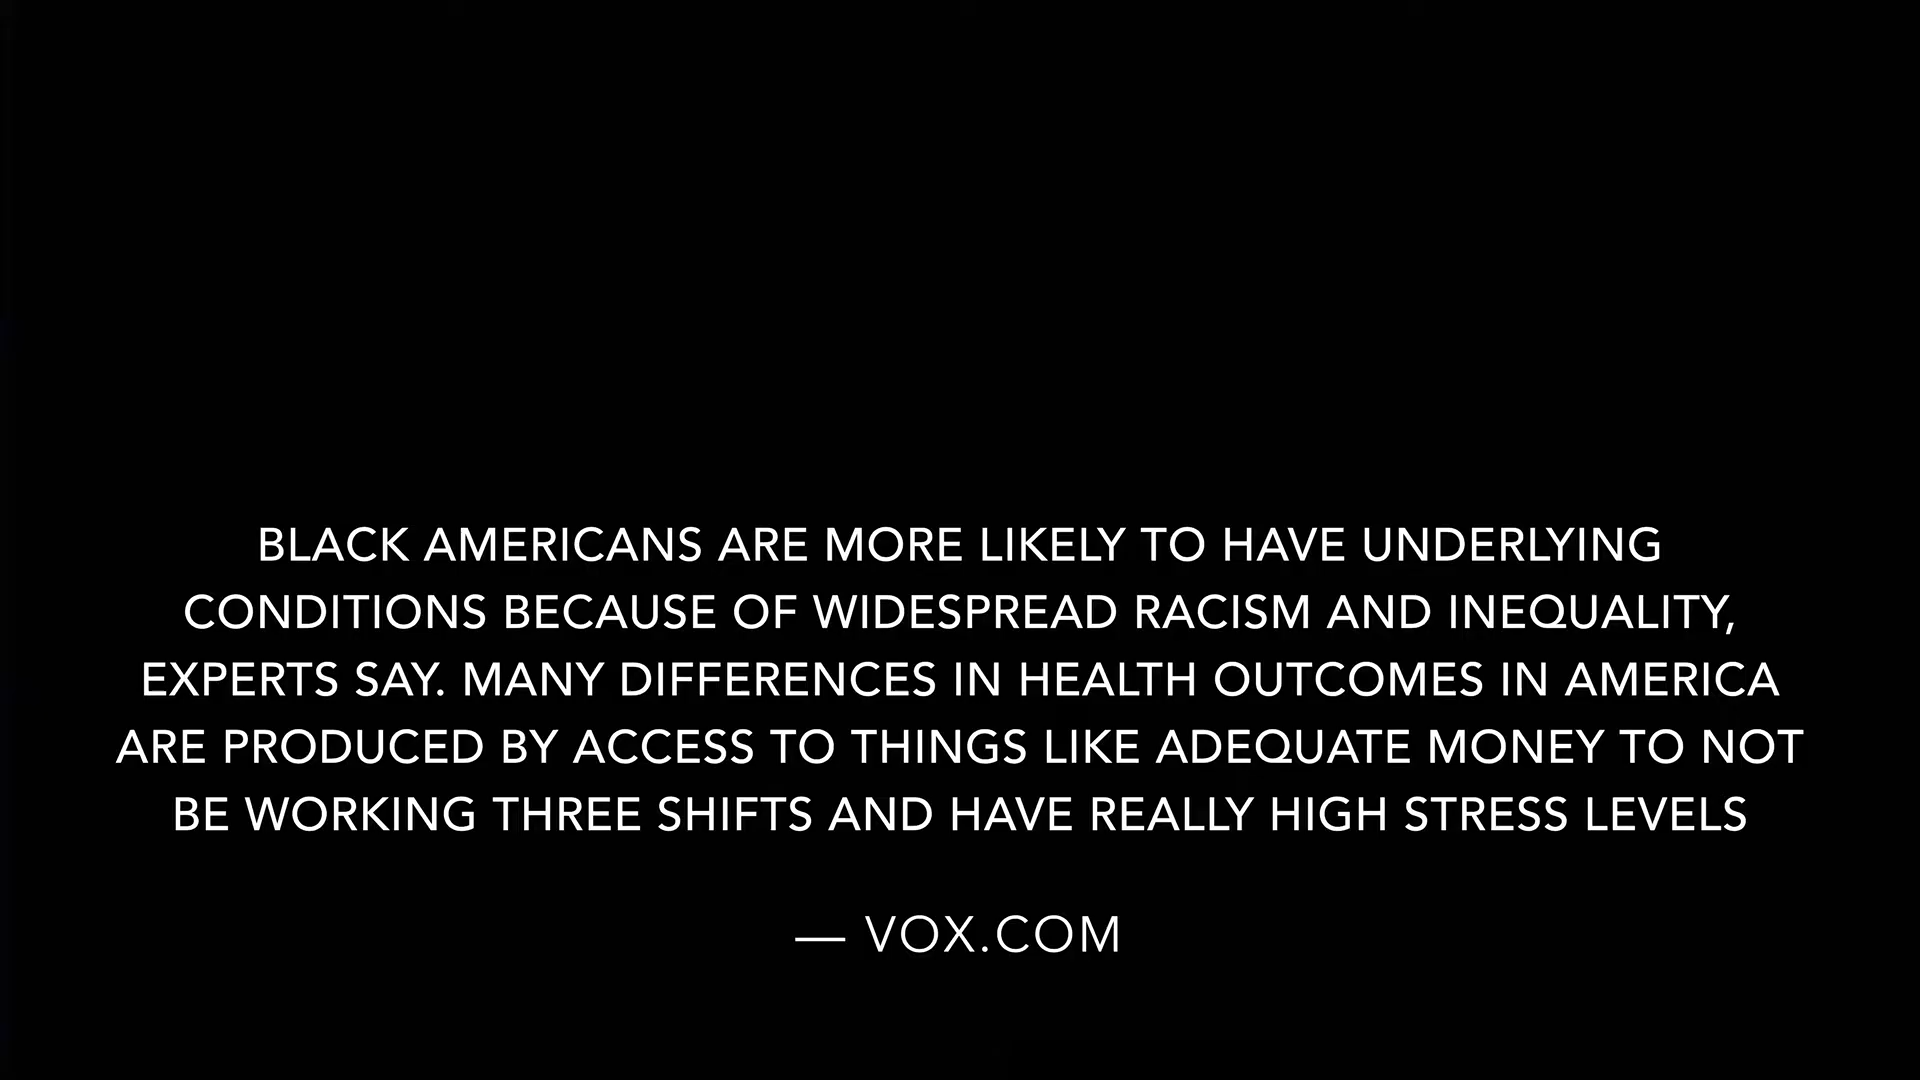 BLACK AMERICANS ARE MORE LIKELY TO HAVE UNDERLYING
CONDITIONS BECAUSE OF WIDESPREAD RACISM AND INEQUALITY,
EXPERTS SAY. MANY DIFFERENCES IN HEALTH OUTCOMES IN AMERICA
ARE PRODUCED BY ACCESS TO THINGS LIKE ADEQUATE MONEY TO NOT
BE WORKING THREE SHIFTS AND HAVE REALLY HIGH STRESS LEVELS
— VOX.COM